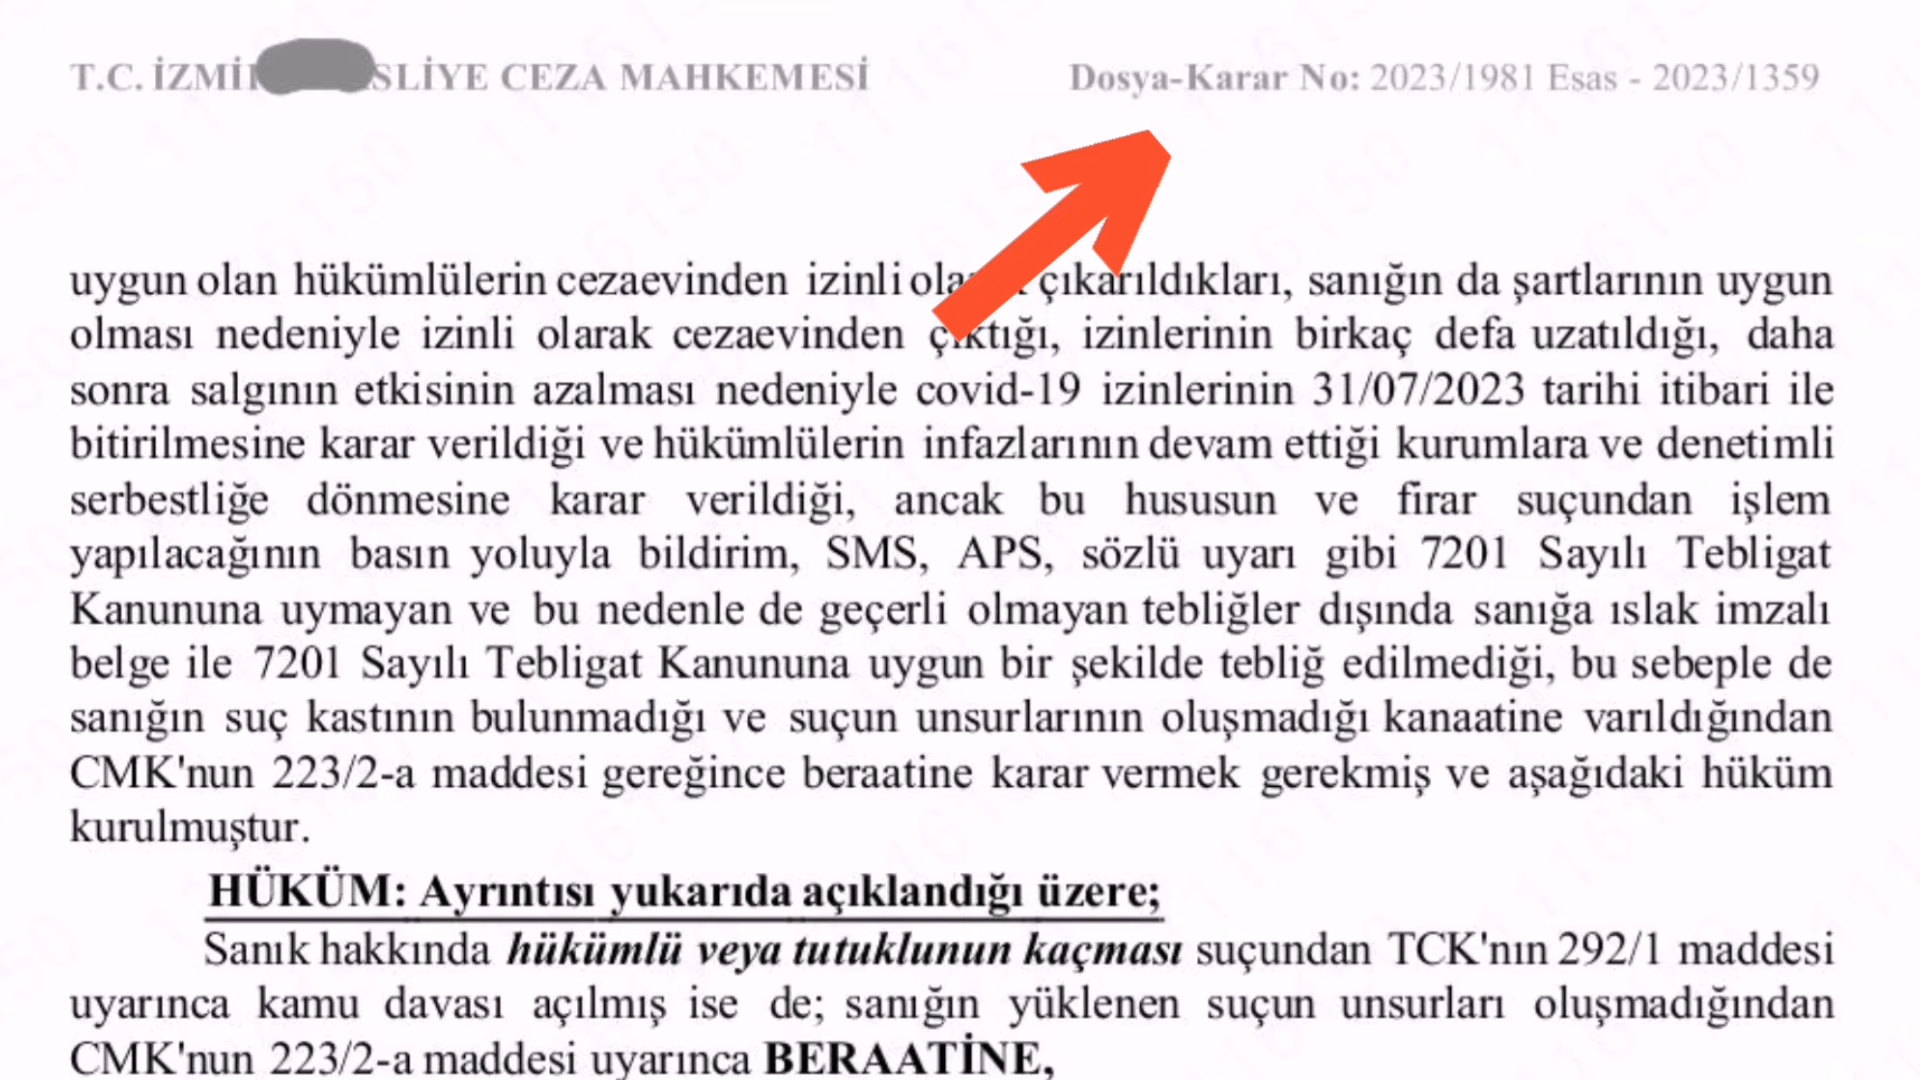 T.C. İZMİ SLİYE CEZA MAHKEMESİ Dosya-Karar No: 2023/1981 Esas - 2023/1359
uygun olan hükümlülerin cezaevinden izinli çıkarıldıkları, sanığın da şartlarının uygun
olması nedeniyle izinli olarak cezaevinden çıktığı, izinlerinin birkaç defa uzatıldığı, daha
sonra salgının etkisinin azalması nedeniyle covid-19 izinlerinin 31/07/2023 tarihi itibari ile
bitirilmesine karar verildiği ve hükümlülerin infazlarının devam ettiği kurumlara ve denetimli
serbestliğe dönmesine karar verildiği, ancak bu hususun ve firar suçundan işlem
yapılacağının basın yoluyla bildirim, SMS, APS, sözlü uyarı gibi 7201 Sayılı Tebligat
Kanununa uymayan ve bu nedenle de geçerli olmayan tebliğler dışında sanığa ıslak imzalı
belge ile 7201 Sayılı Tebligat Kanununa uygun bir şekilde tebliğ edilmediği, bu sebeple de
sanığın suç kastının bulunmadığı ve suçun unsurlarının oluşmadığı kanaatine varıldığından
CMK'nun 223/2-a maddesi gereğince beraatine karar vermek gerekmiş ve aşağıdaki hüküm
kurulmuştur.
HÜKÜM: Ayrıntısı yukarıda açıklandığı üzere;
Sanık hakkında hükümlü veya tutuklunun kaçması suçundan TCK'nın 292/1 maddesi
uyarınca kamu davası açılmış ise de; sanığın yüklenen suçun unsurları oluşmadığından
CMK'nun 223/2-a maddesi uyarınca BERAATİNE,